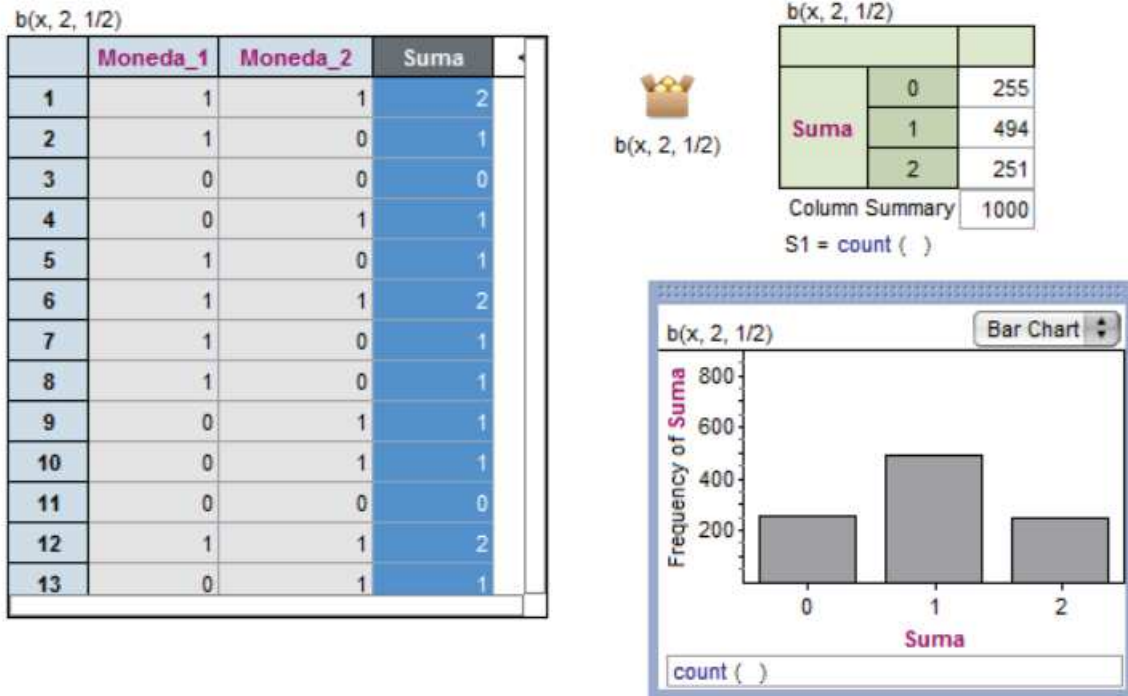 b(x, 2, 1/2)
Moneda_1 Moneda_2 Suma
1 1 1 2
2 1 0 1
3 0 0 0
4 0 1 1
5 1 0 1
6 1 1 2
7 1 0 1
8 1 0 1
9 0 1 1
10 0 1 1
11 0 0 0
12 1 1 2
13 0 1 1
b(x, 2, 1/2)
b(x, 2, 1/2)
Suma
0 255
1 494
2 251
Column Summary 1000
S1 = count ( )
b(x, 2, 1/2) Bar Chart
Frequency of Suma
800
600
400
200
0 1 2
Suma
count ( )